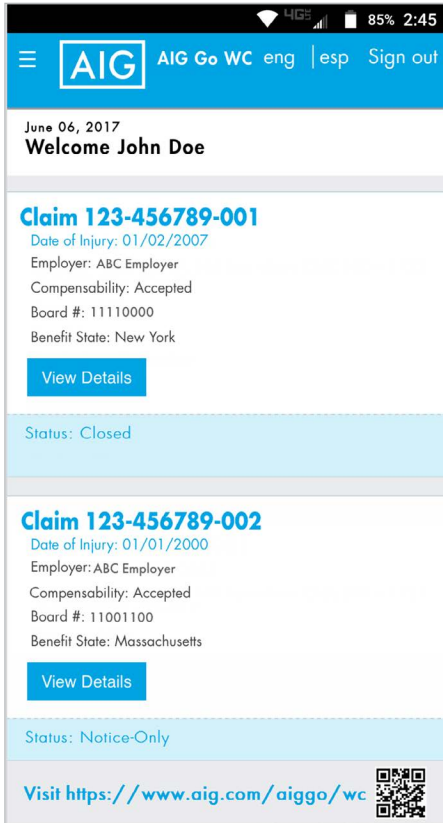 4G 85% 2:45
AIG AIG Go WC eng |esp Sign out
June 06, 2017
Welcome John Doe
Claim 123-456789-001
Date of Injury: 01/02/2007
Employer: ABC Employer
Compensability: Accepted
Board #: 11110000
Benefit State: New York
View Details
Status: Closed
Claim 123-456789-002
Date of Injury: 01/01/2000
Employer: ABC Employer
Compensability: Accepted
Board #: 11001100
Benefit State: Massachusetts
View Details
Status: Notice-Only
Visit https://www.aig.com/aiggo/wc